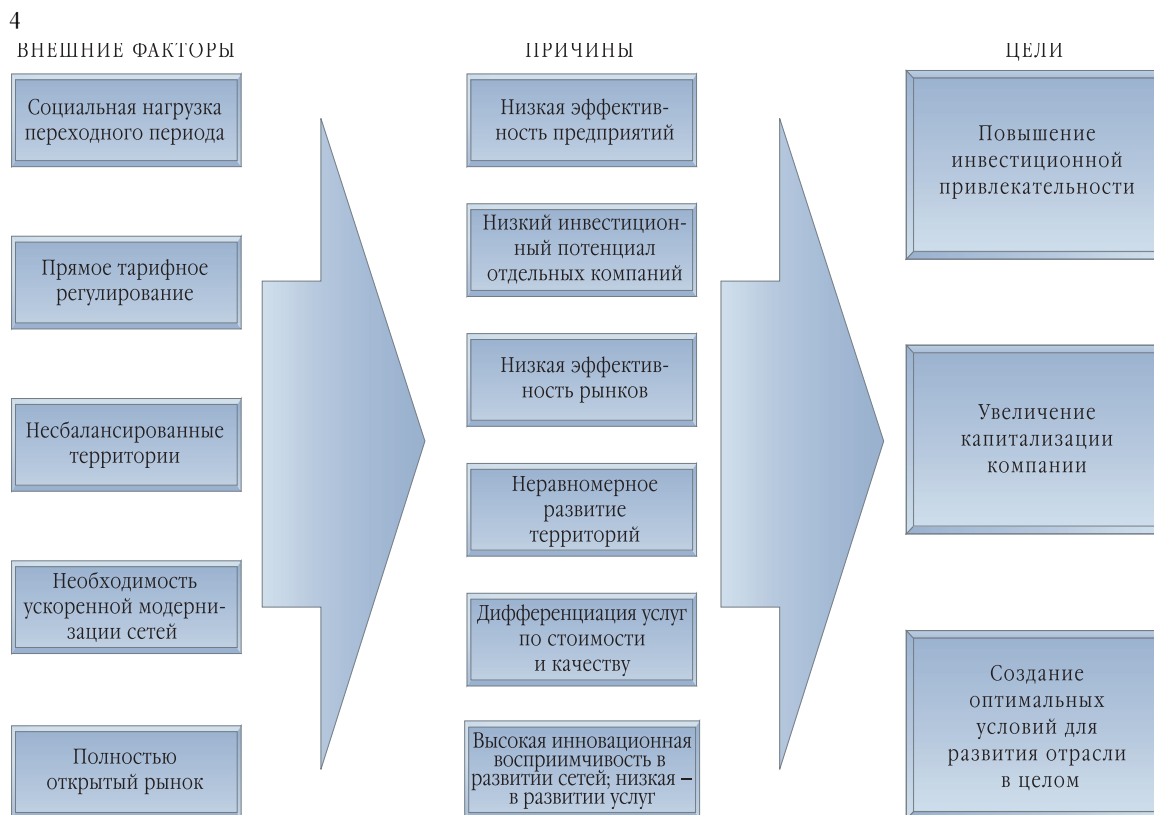 4
ВНЕШНИЕ ФАКТОРЫ
Социальная нагрузка
переходного периода
Прямое тарифное
регулирование
Несбалансированные
территории
Необходимость
ускоренной модерни-
зации сетей
Полностью
открытый рынок
ПРИЧИНЫ
Низкая эффектив-
ность предприятий
Низкий инвестицион-
ный потенциал
отдельных компаний
Низкая эффектив-
ность рынков
Неравномерное
развитие
территорий
Дифференциация услуг
по стоимости
и качеству
Высокая инновационная
восприимчивость в
развитии сетей; низкая –
в развитии услуг
ЦЕЛИ
Повышение
инвестиционной
привлекательности
Увеличение
капитализации
компании
Создание
оптимальных
условий для
развития отрасли
в целом